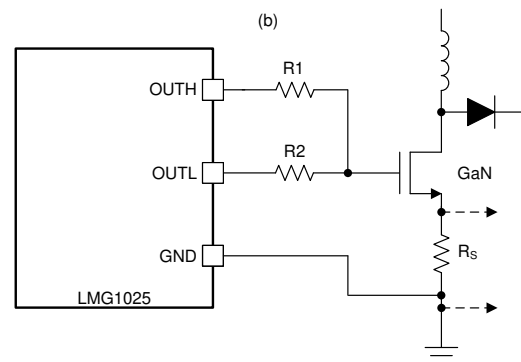 (b)
R1
OUTH
R2
OUTL
GaN
GND
RS
LMG1025